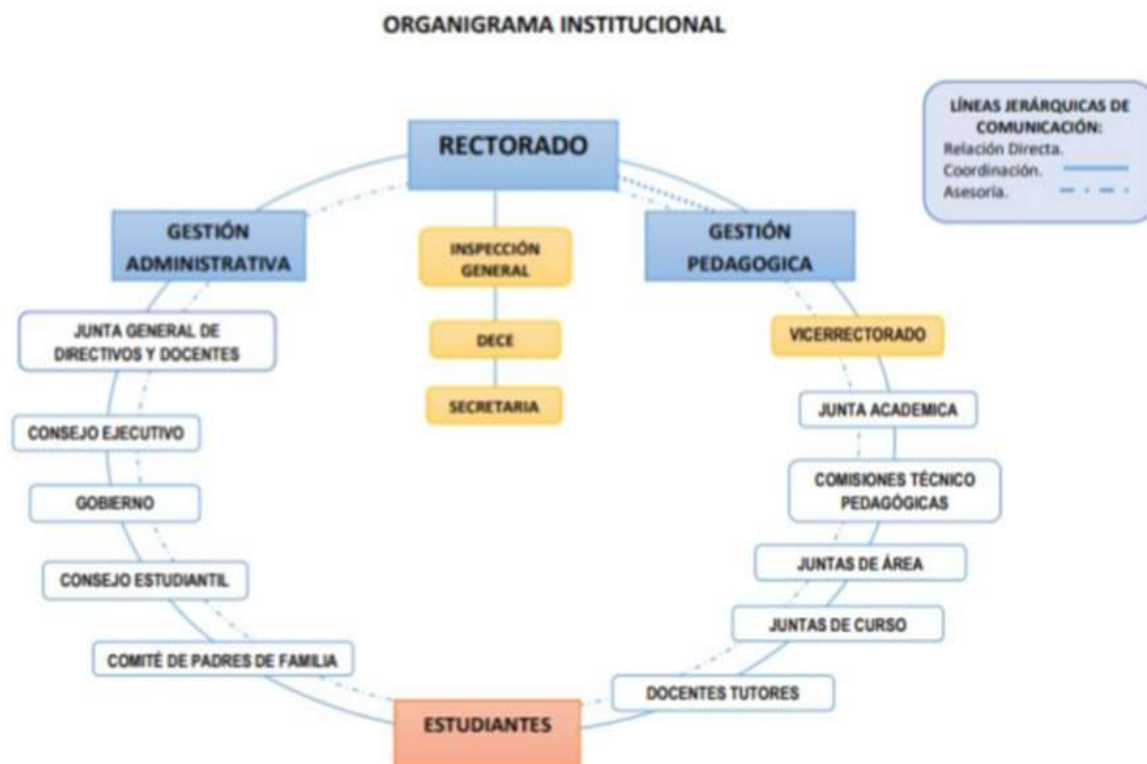 ORGANIGRAMA INSTITUCIONAL
LÍNEAS JERÁRQUICAS DE
COMUNICACIÓN:
Relación Directa.
Coordinación.
Asesoría.
RECTORADO
GESTIÓN
ADMINISTRATIVA
INSPECCIÓN
GENERAL
GESTIÓN
PEDAGOGICA
JUNTA GENERAL DE
DIRECTIVOS Y DOCENTES
DECE
VICERRECTORADO
SECRETARIA
JUNTA ACADEMICA
CONSEJO EJECUTIVO
COMISIONES TÉCNICO
PEDAGÓGICAS
GOBIERNO
JUNTAS DE ÁREA
CONSEJO ESTUDIANTIL
JUNTAS DE CURSO
COMITÉ DE PADRES DE FAMILIA
DOCENTES TUTORES
ESTUDIANTES